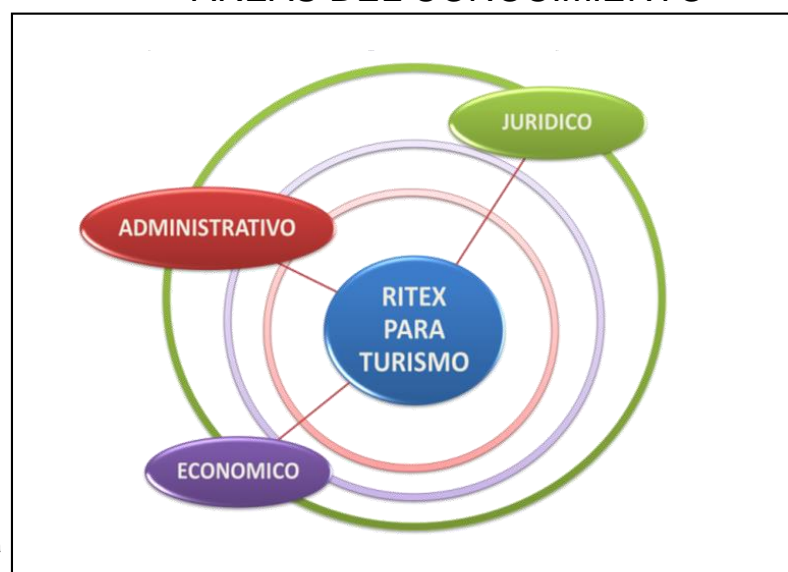 JURIDICO
ADMINISTRATIVO
RITEX
PARA
TURISMO
ECONOMICO